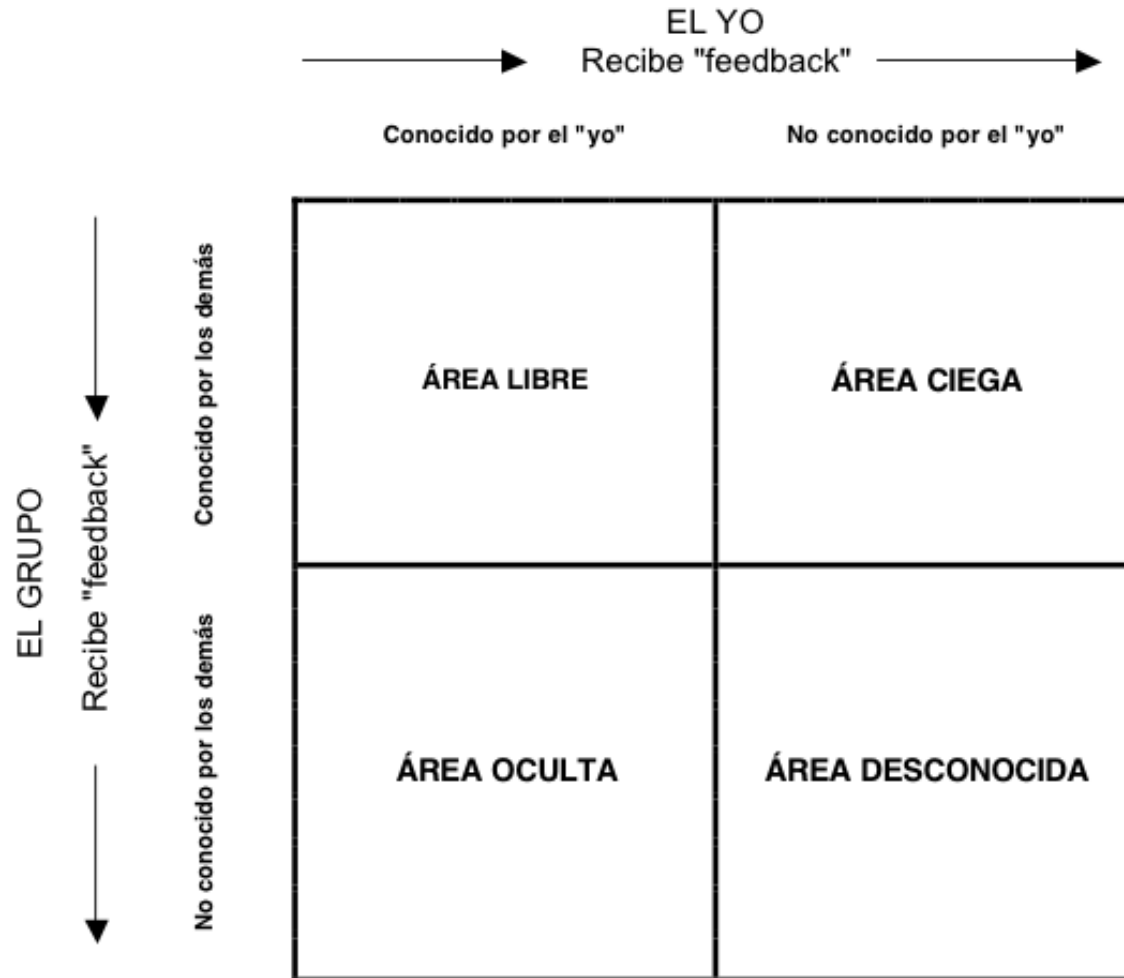 EL YO
Recibe "feedback"
Conocido por el "yo"
No conocido por el "yo"
EL GRUPO
Recibe "feedback"
Conocido por los demás
No conocido por los demás
ÁREA LIBRE
ÁREA CIEGA
ÁREA OCULTA
ÁREA DESCONOCIDA